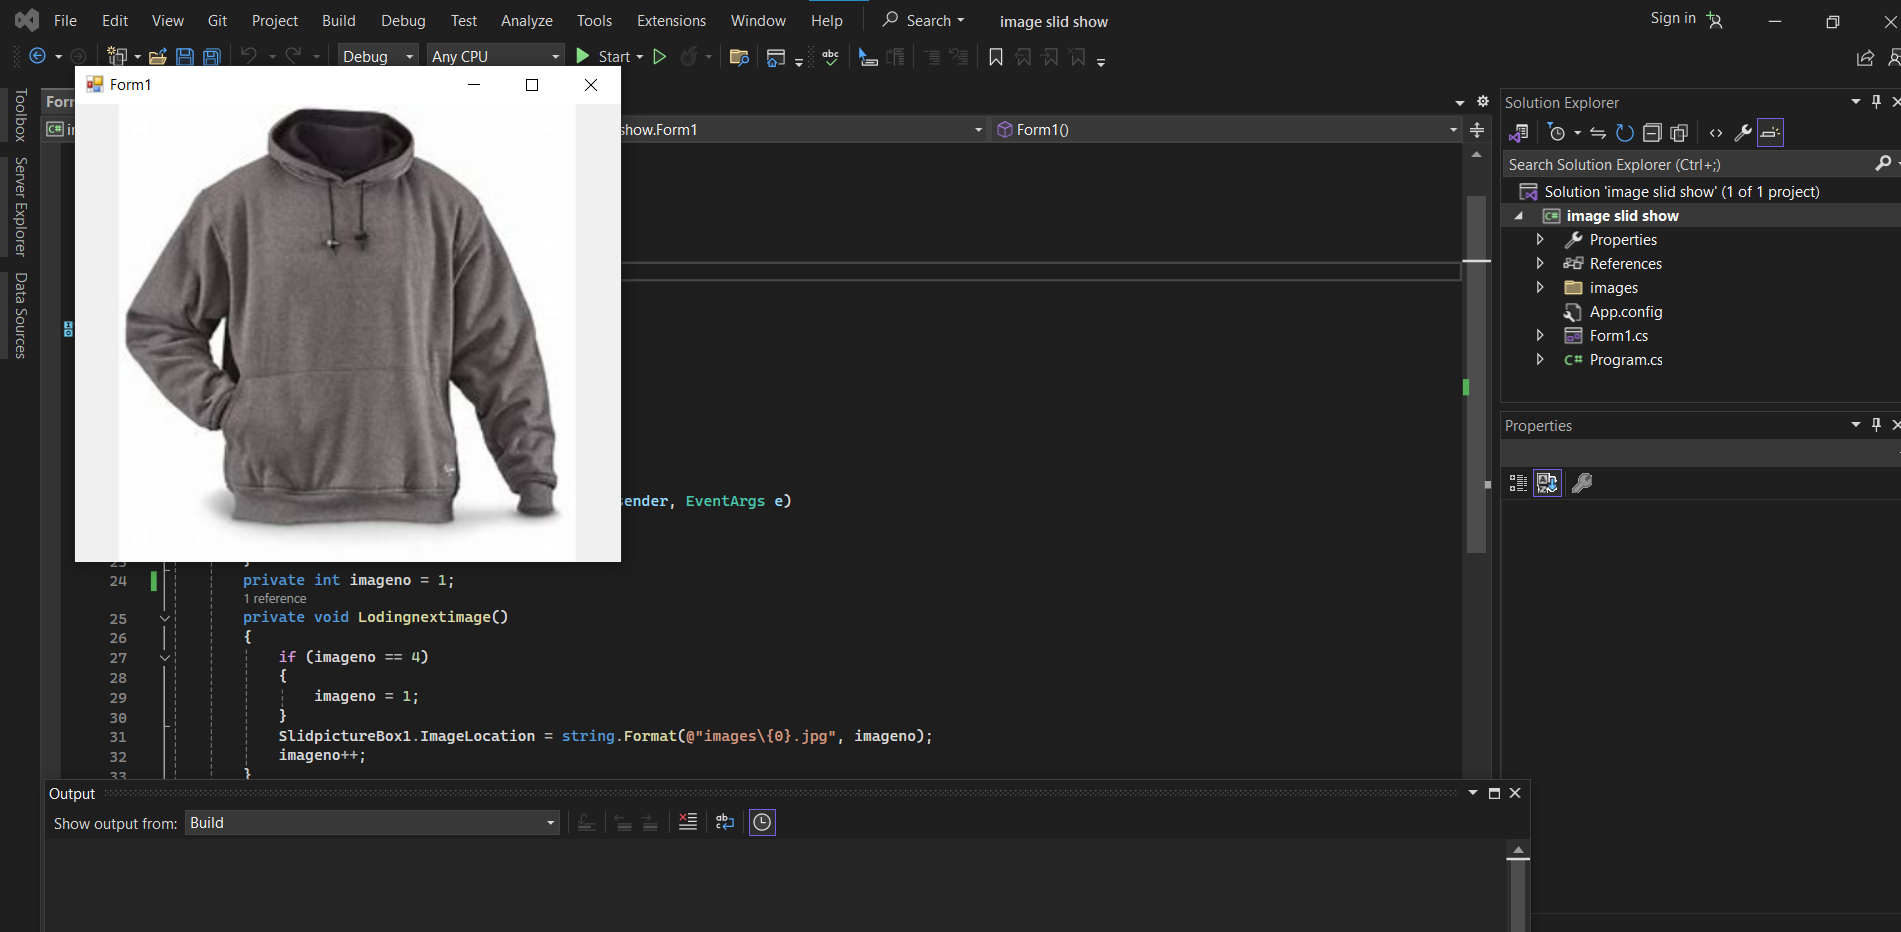 File Edit View Git Project Build Debug Test Analyze Tools Extensions Window Help Search image slid show Sign in
Debug Any CPU Start
Form1
Toolbox
Server Explorer
Data Sources
show.Form1 Form1()
ender, EventArgs e)
23 }
24 private int imageno = 1;
1 reference
25 private void Lodingnextimage()
26 {
27 if (imageno == 4)
28 {
29 imageno = 1;
30 }
31 SlidpictureBox1.ImageLocation = string.Format(@"images\{0}.jpg", imageno);
32 imageno++;
33 }
Output
Show output from: Build
Solution Explorer
Search Solution Explorer (Ctrl+;)
Solution 'image slid show' (1 of 1 project)
C# image slid show
Properties
References
images
App.config
Form1.cs
C# Program.cs
Properties